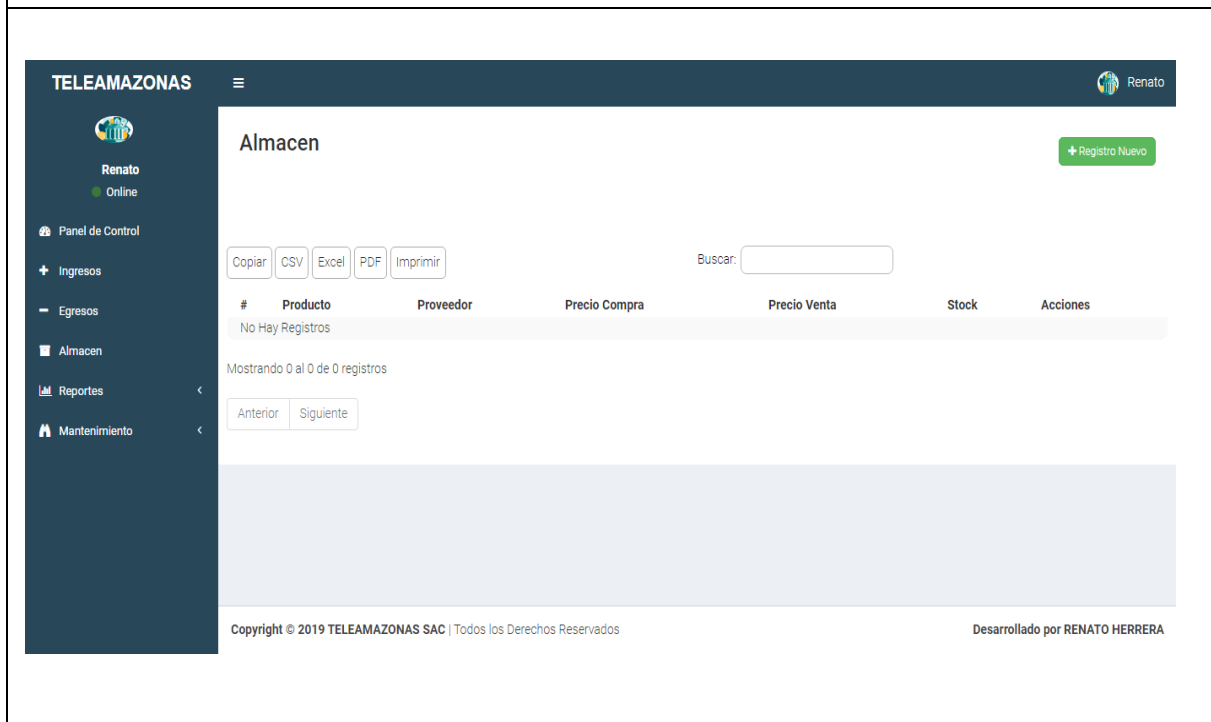 TELEAMAZONAS
Renato
Renato
Online
Panel de Control
Ingresos
Egresos
Almacen
Reportes
Mantenimiento
Almacen
Registro Nuevo
Copiar CSV Excel PDF Imprimir
Buscar:
# Producto Proveedor Precio Compra Precio Venta Stock Acciones
No Hay Registros
Mostrando 0 al 0 de 0 registros
Anterior Siguiente
Copyright © 2019 TELEAMAZONAS SAC | Todos los Derechos Reservados
Desarrollado por RENATO HERRERA